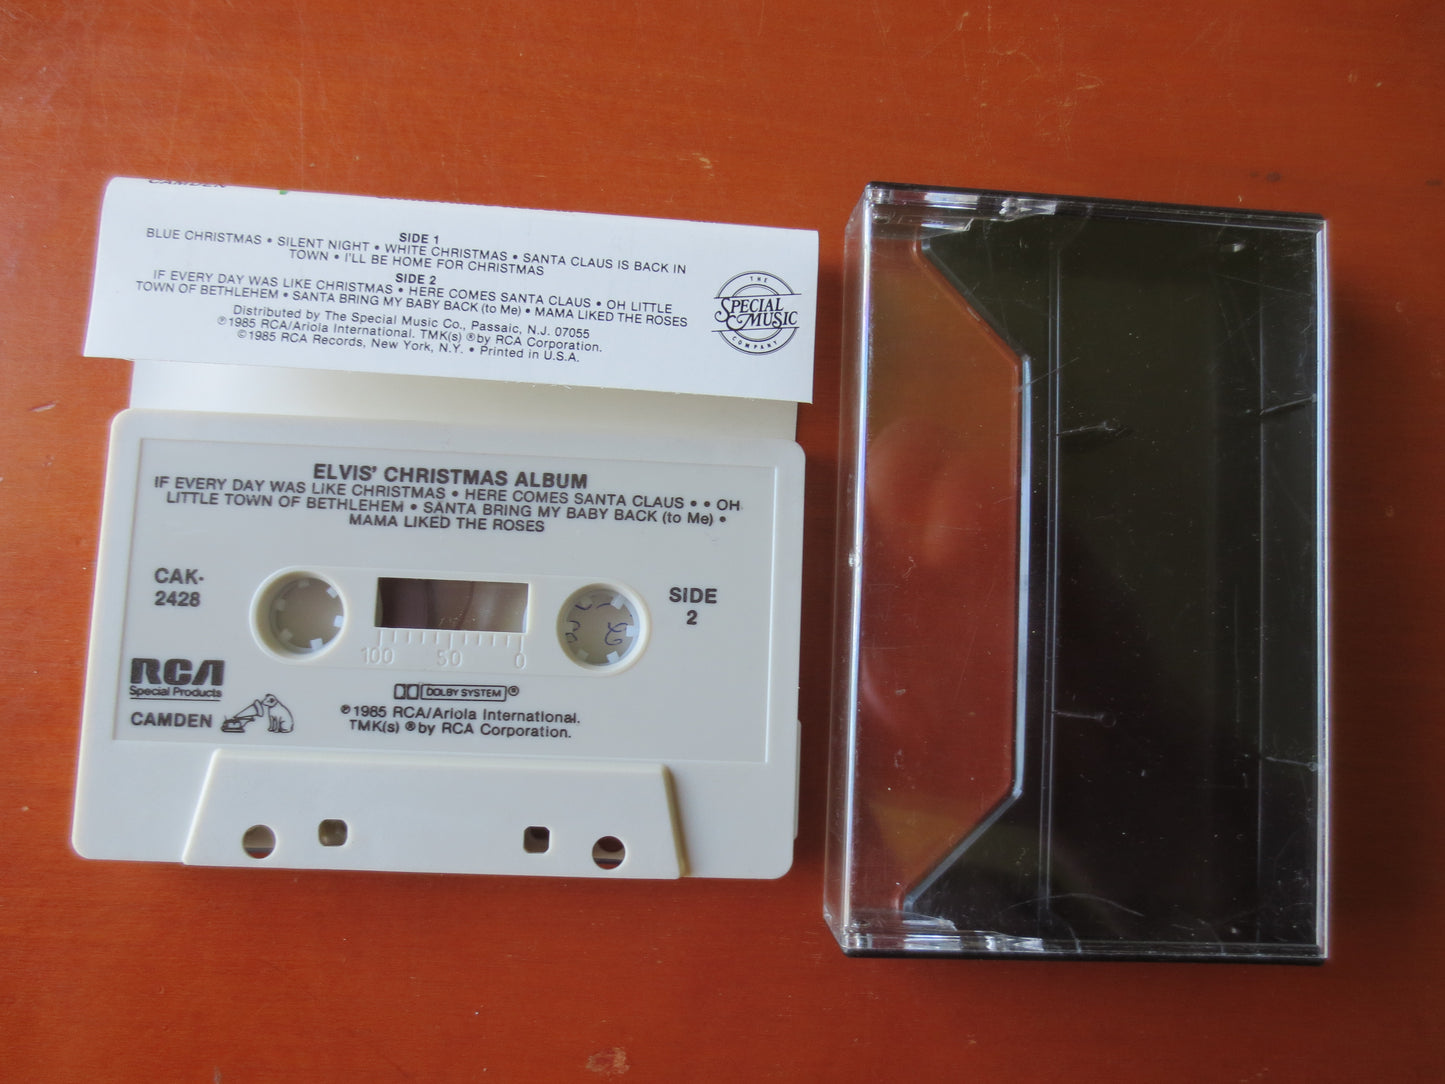 CAMDEN
SIDE 1
BLUE CHRISTMAS • SILENT NIGHT • WHITE CHRISTMAS • SANTA CLAUS IS BACK IN
TOWN • I'LL BE HOME FOR CHRISTMAS
SIDE 2
IF EVERY DAY WAS LIKE CHRISTMAS • HERE COMES SANTA CLAUS • OH LITTLE
TOWN OF BETHLEHEM • SANTA BRING MY BABY BACK (to Me) • MAMA LIKED THE ROSES
Distributed by The Special Music Co., Passaic, N.J. 07055
℗1985 RCA/Ariola International. TMK(s) ® by RCA Corporation.
©1985 RCA Records, New York, N.Y. • Printed in U.S.A.
THE
SPECIAL
MUSIC
COMPANY
ELVIS' CHRISTMAS ALBUM
IF EVERY DAY WAS LIKE CHRISTMAS • HERE COMES SANTA CLAUS • • OH
LITTLE TOWN OF BETHLEHEM • SANTA BRING MY BABY BACK (to Me) •
MAMA LIKED THE ROSES
CAK-
2428
SIDE
2
100 50 0
RCA
Special Products
CAMDEN
DOLBY SYSTEM ®
℗1985 RCA/Ariola International.
TMK(s) ® by RCA Corporation.